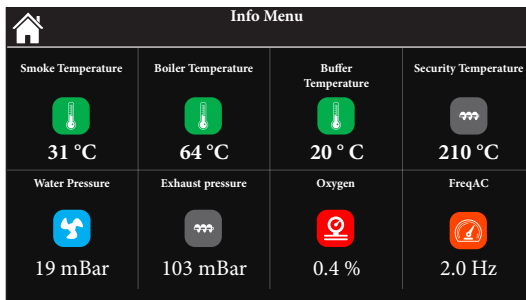 Info Menu
Smoke Temperature
Boiler Temperature
Buffer
Temperature
Security Temperature
31 °C
64 °C
20 ° C
210 °C
Water Pressure
Exhaust pressure
Oxygen
FreqAC
19 mBar
103 mBar
0.4 %
2.0 Hz